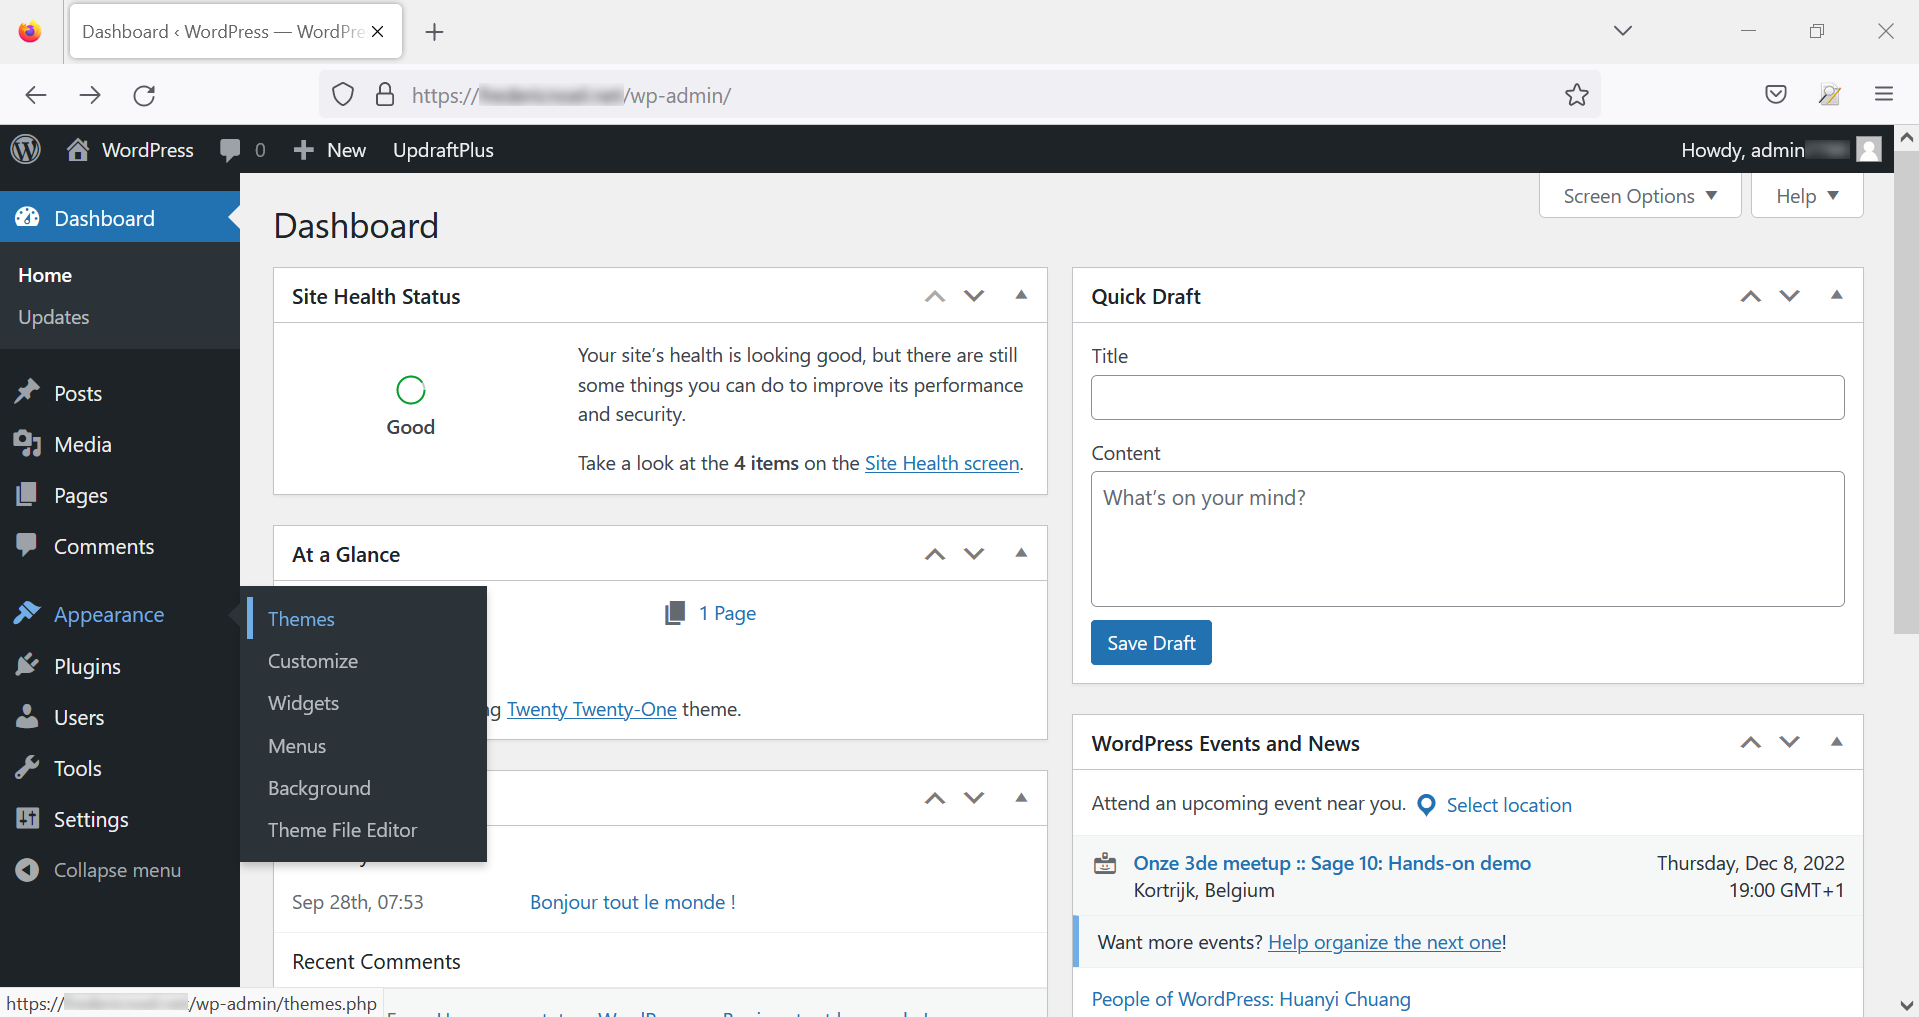 Dashboard ‹ WordPress — WordPre
https:// /wp-admin/
WordPress 0 New UpdraftPlus Howdy, admin
Screen Options Help
Dashboard
Home
Updates
Posts
Media
Pages
Comments
Appearance
Plugins
Users
Tools
Settings
Collapse menu
Themes
Customize
Widgets
Menus
Background
Theme File Editor
Dashboard
Site Health Status
Good
Your site’s health is looking good, but there are still
some things you can do to improve its performance
and security.
Take a look at the 4 items on the Site Health screen.
At a Glance
1 Page
ng Twenty Twenty-One theme.
Sep 28th, 07:53 Bonjour tout le monde !
Recent Comments
Quick Draft
Title
Content
What’s on your mind?
Save Draft
WordPress Events and News
Attend an upcoming event near you. Select location
Onze 3de meetup :: Sage 10: Hands-on demo
Kortrijk, Belgium
Thursday, Dec 8, 2022
19:00 GMT+1
Want more events? Help organize the next one!
People of WordPress: Huanyi Chuang
https:// /wp-admin/themes.php